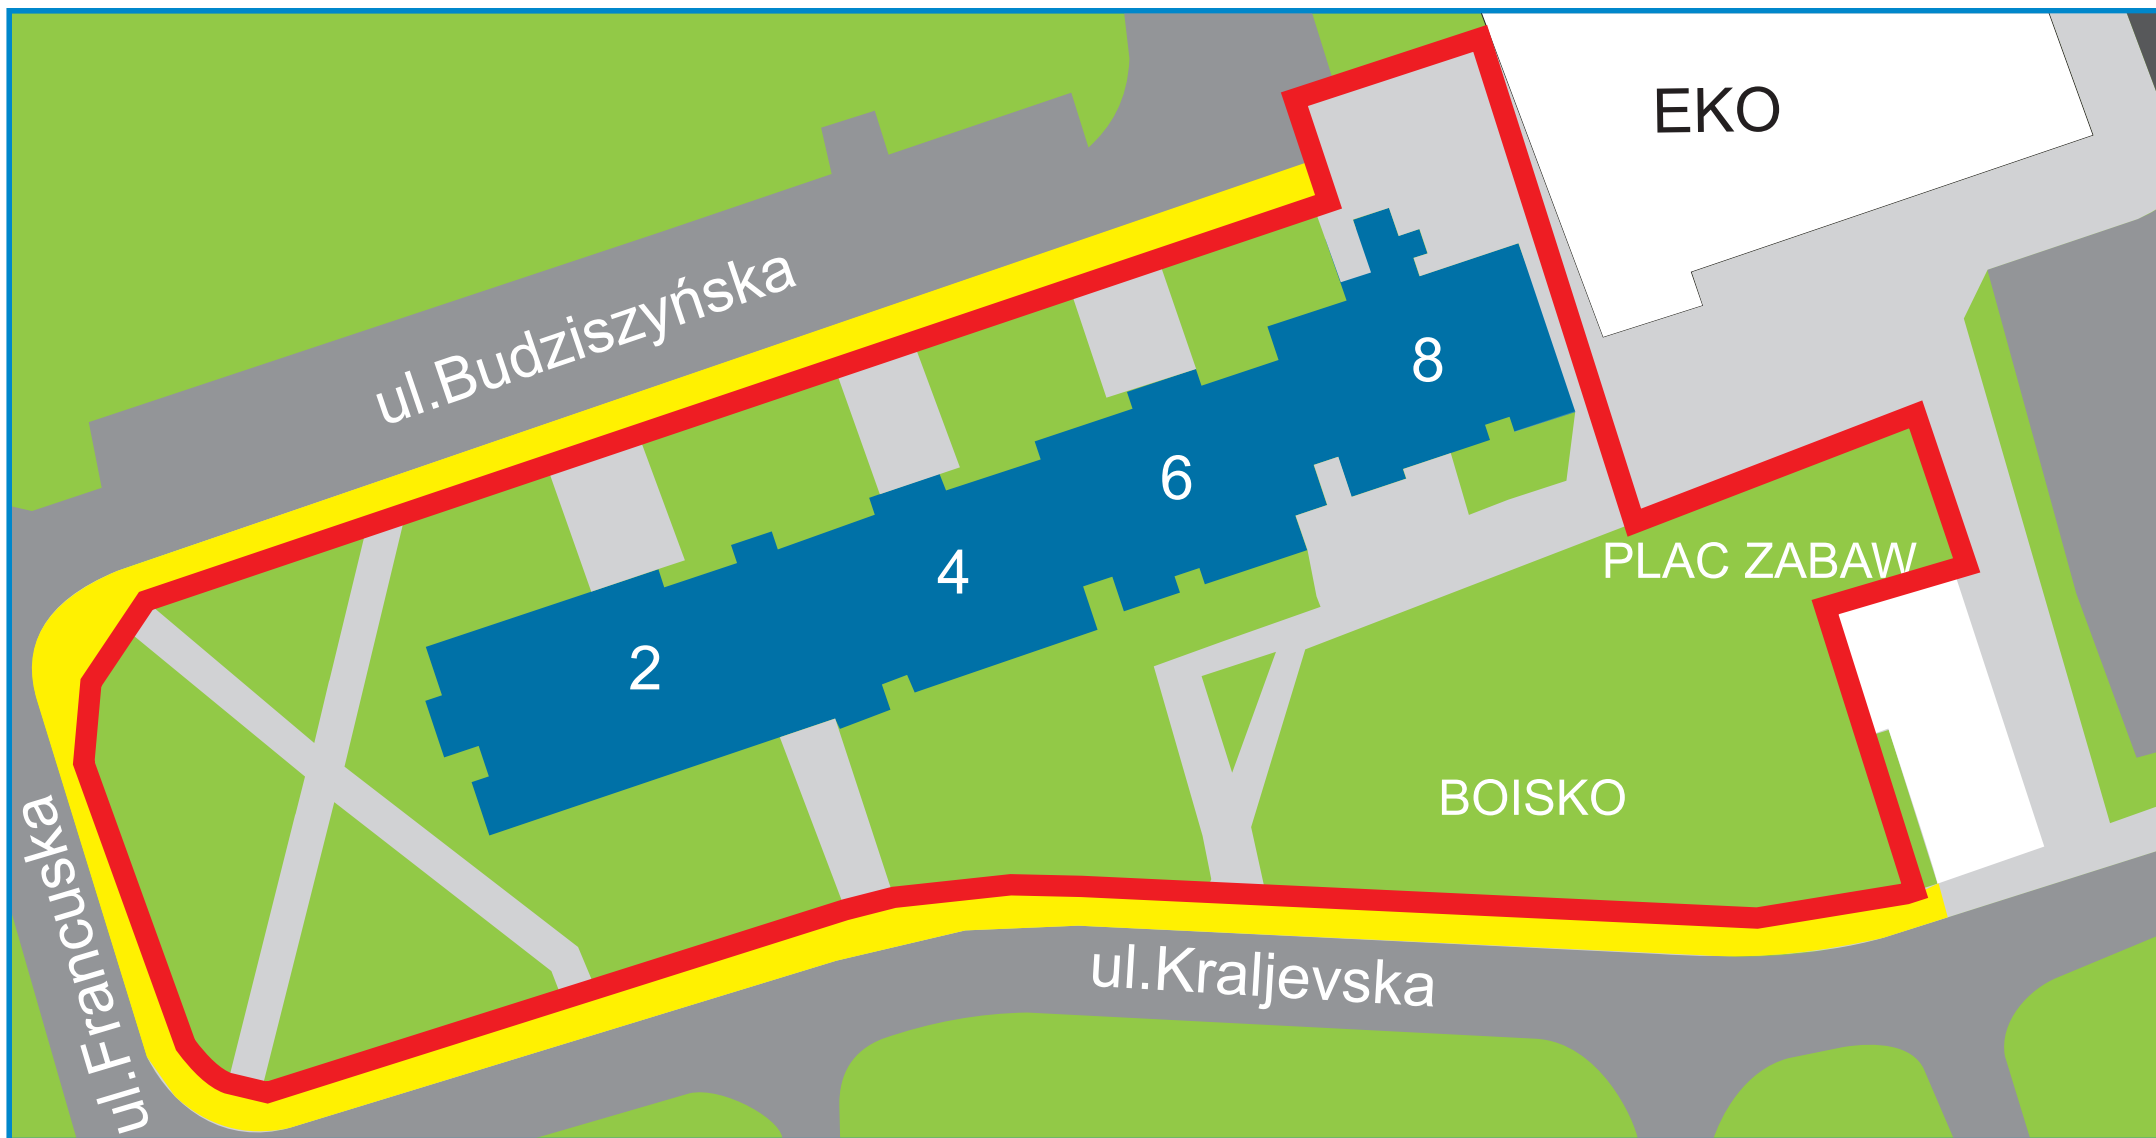 EKO
ul.Budziszyńska
8
6
PLAC ZABAW
4
2
BOISKO
ul.Francuska
ul.Kraljevska